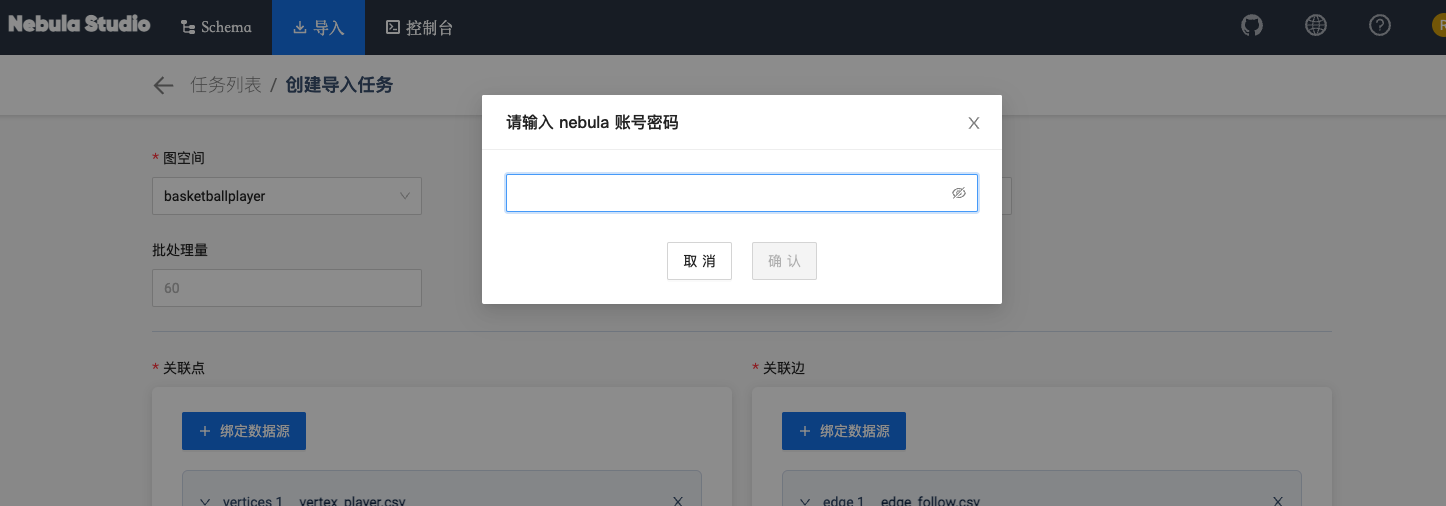 Nebula Studio Schema 导入 控制台
任务列表 / 创建导入任务
请输入 nebula 账号密码
* 图空间
basketballplayer
批处理量
取 消 确 认
60
* 关联点 * 关联边
绑定数据源 绑定数据源
vertices 1 vertex_player.csv edge 1 edge_follow.csv